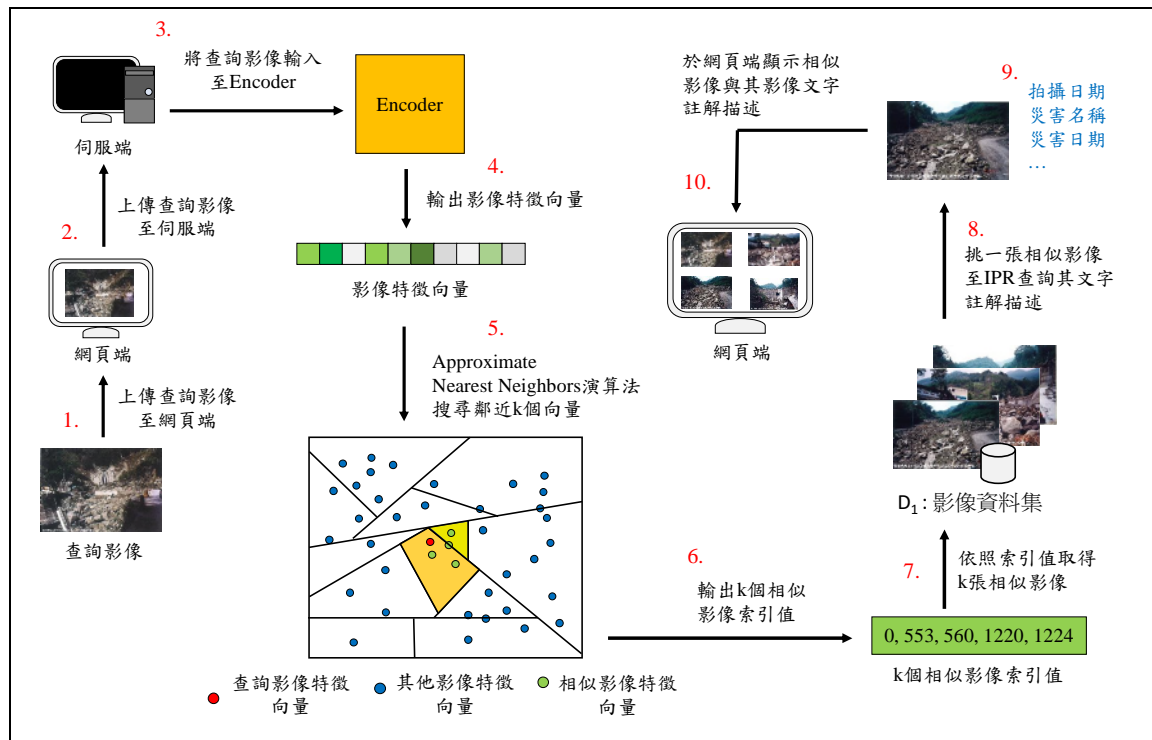 1.
上傳查詢影像
至網頁端
查詢影像
2.
上傳查詢影像
至伺服端
網頁端
3.
將查詢影像輸入
至Encoder
伺服端
Encoder
4.
輸出影像特徵向量
影像特徵向量
5.
Approximate
Nearest Neighbors演算法
搜尋鄰近k個向量
查詢影像特徵
向量
其他影像特徵
向量
相似影像特徵
向量
6.
輸出k個相似
影像索引值
0, 553, 560, 1220, 1224
k個相似影像索引值
7.
依照索引值取得
k張相似影像
D1:影像資料集
8.
挑一張相似影像
至IPR查詢其文字
註解描述
9.
拍攝日期
災害名稱
災害日期
...
10.
於網頁端顯示相似
影像與其影像文字
註解描述
網頁端